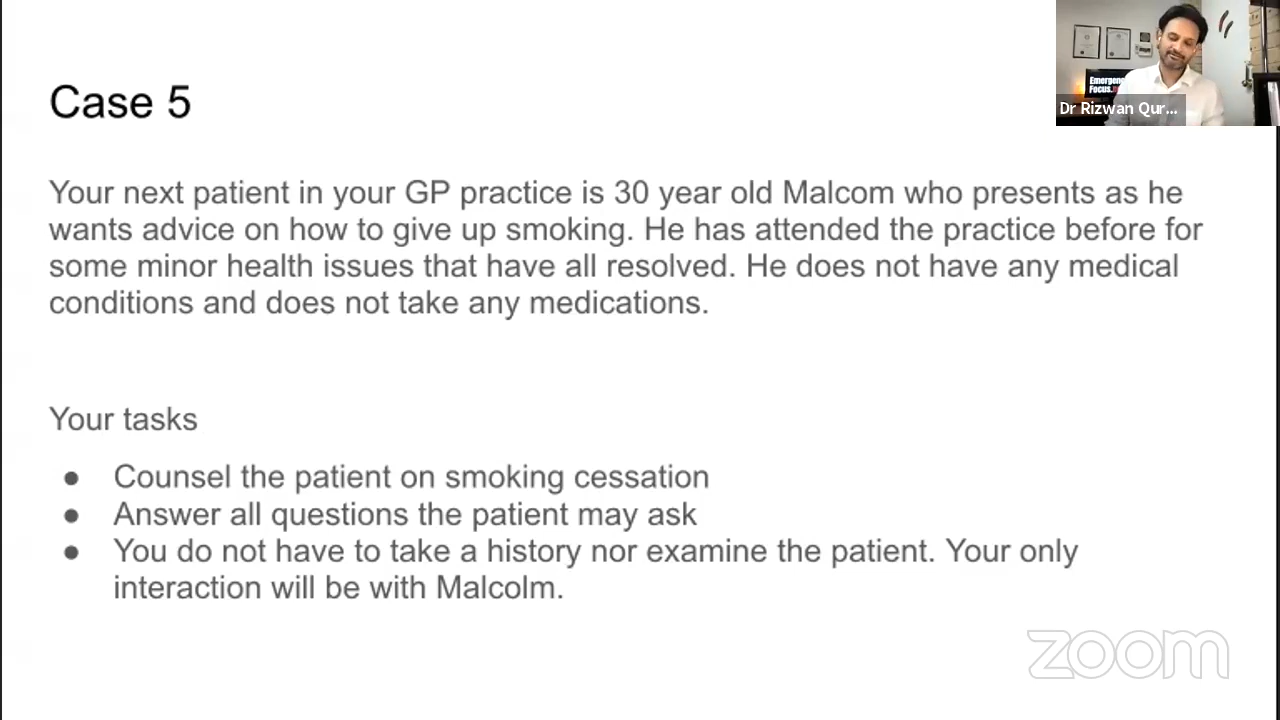 Case 5
Your next patient in your GP practice is 30 year old Malcom who presents as he
wants advice on how to give up smoking. He has attended the practice before for
some minor health issues that have all resolved. He does not have any medical
conditions and does not take any medications.
Your tasks
● Counsel the patient on smoking cessation
● Answer all questions the patient may ask
● You do not have to take a history nor examine the patient. Your only
interaction will be with Malcolm.
Dr Rizwan Qur...
zoom